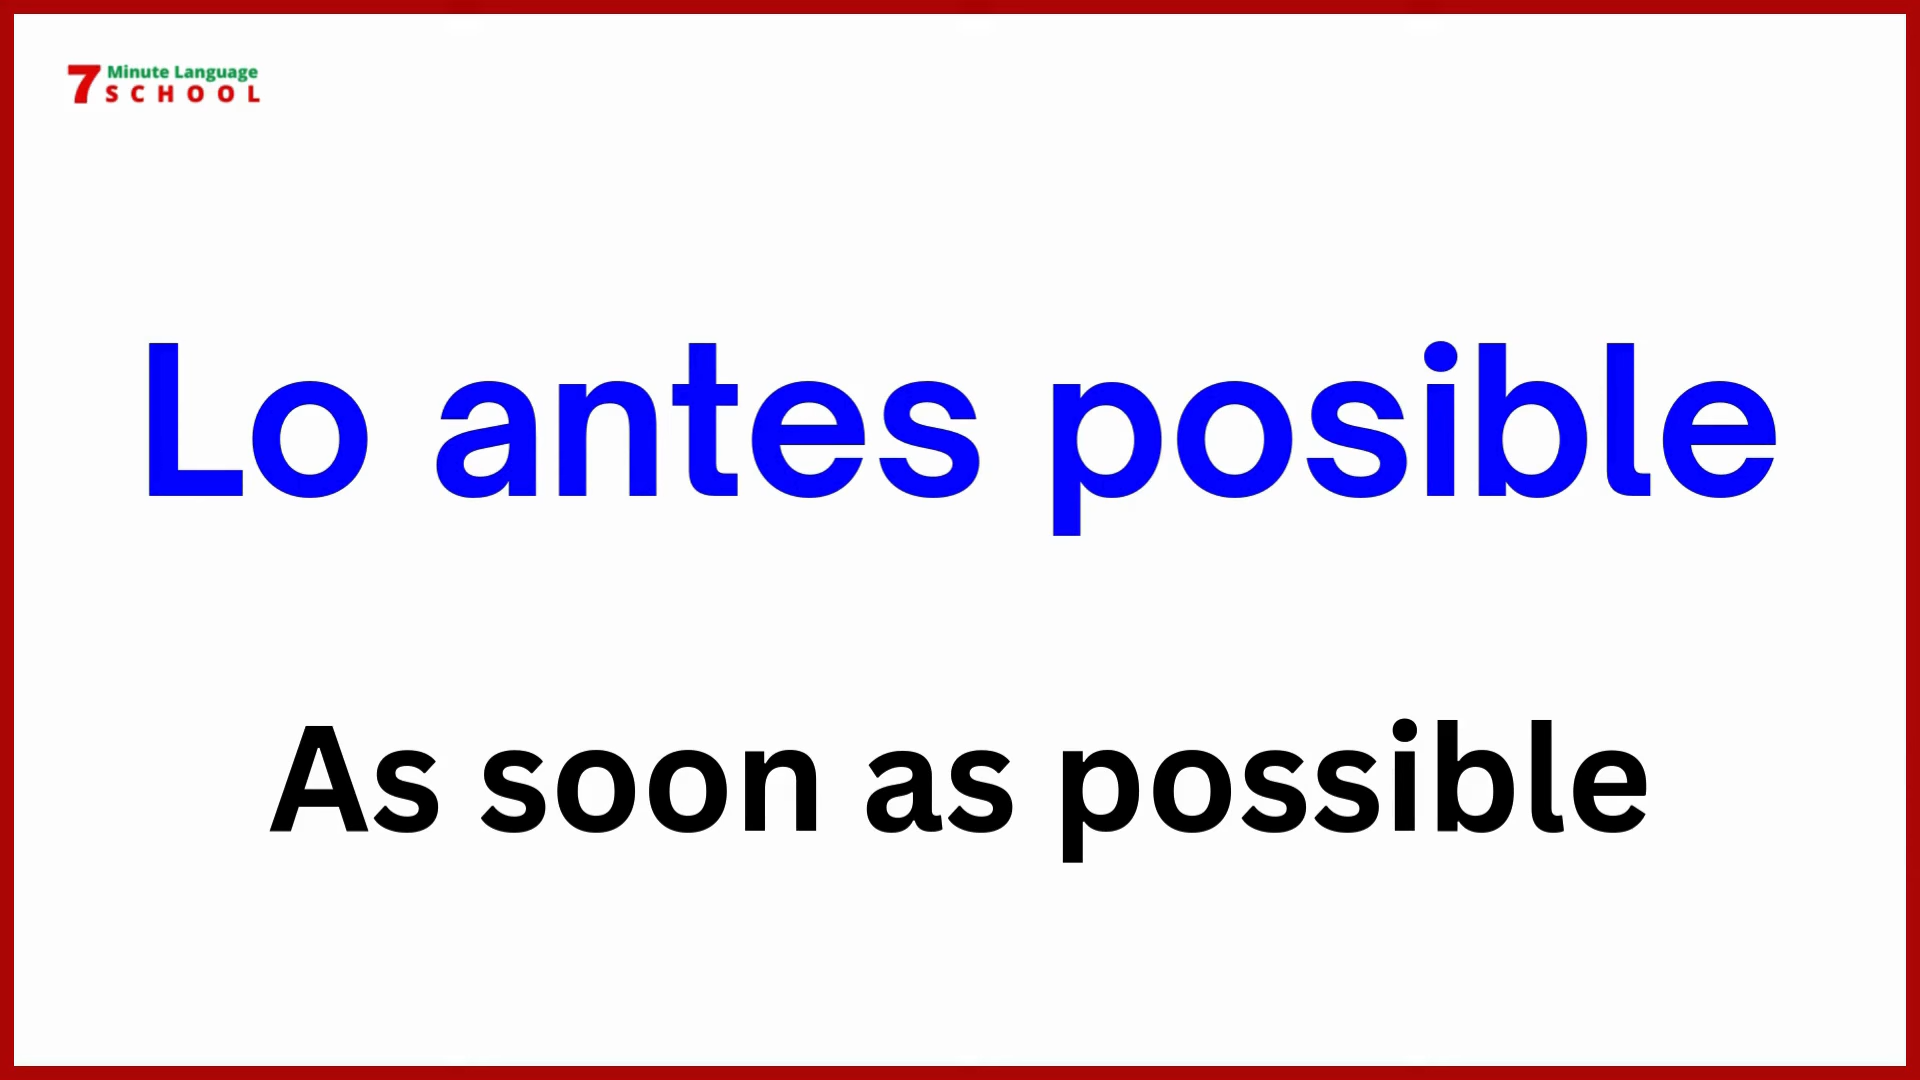 7 Minute Language
SCHOOL
Lo antes posible
As soon as possible